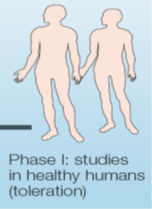 Phase I: studies
in healthy humans
(toleration)